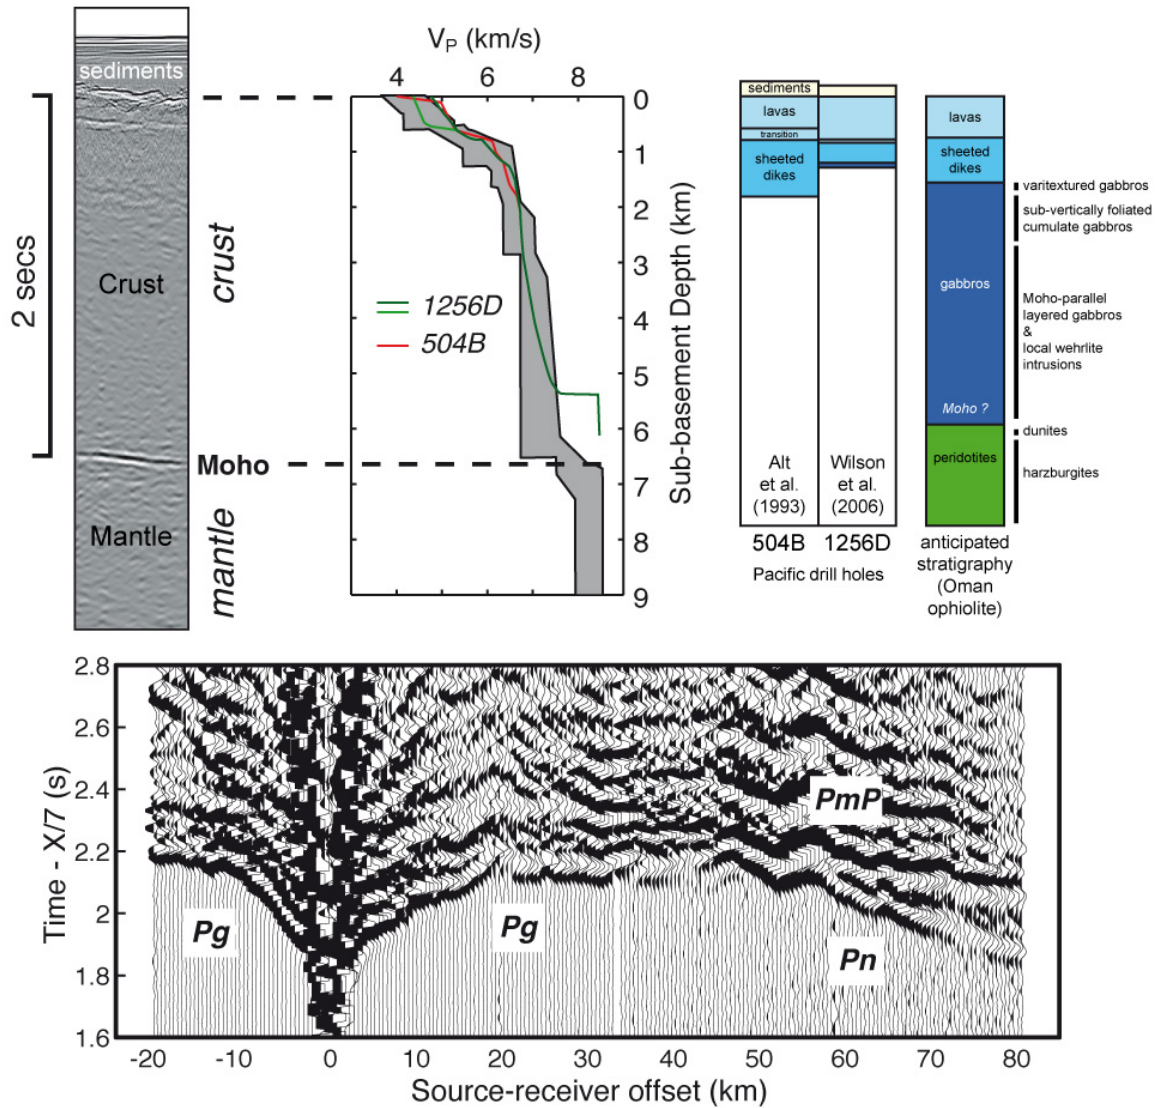 V_P (km/s)
4 6 8
sediments
2 secs
Crust
crust
Moho
Mantle
mantle
1256D
504B
0
1
2
3
4
5
6
7
8
9
Sub-basement Depth (km)
sediments
lavas
transition
sheeted
dikes
Alt
et al.
(1993)
Wilson
et al.
(2006)
504B 1256D
Pacific drill holes
lavas
sheeted
dikes
gabbros
Moho ?
peridotites
varitextured gabbros
sub-vertically foliated
cumulate gabbros
Moho-parallel
layered gabbros
&
local wehrlite
intrusions
dunites
harzburgites
anticipated
stratigraphy
(Oman
ophiolite)
2.8
2.6
2.4
2.2
2
1.8
1.6
Time - X/7 (s)
PmP
Pg
Pg
Pn
-20 -10 0 10 20 30 40 50 60 70 80
Source-receiver offset (km)